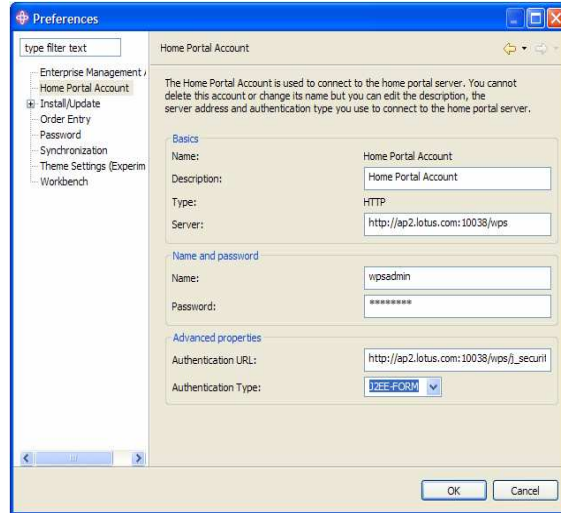 Preferences
type filter text
Home Portal Account
Enterprise Management
Home Portal Account
Install/Update
Order Entry
Password
Synchronization
Theme Settings (Experim
Workbench
The Home Portal Account is used to connect to the home portal server. You cannot
delete this account or change its name but you can edit the description, the
server address and authentication type you use to connect to the home portal server.
Basics
Name: Home Portal Account
Description: Home Portal Account
Type: HTTP
Server: http://ap2.lotus.com:10038/wps
Name and password
Name: wpsadmin
Password: ********
Advanced properties
Authentication URL: http://ap2.lotus.com:10038/wps/j_securit
Authentication Type: J2EE-FORM
OK Cancel